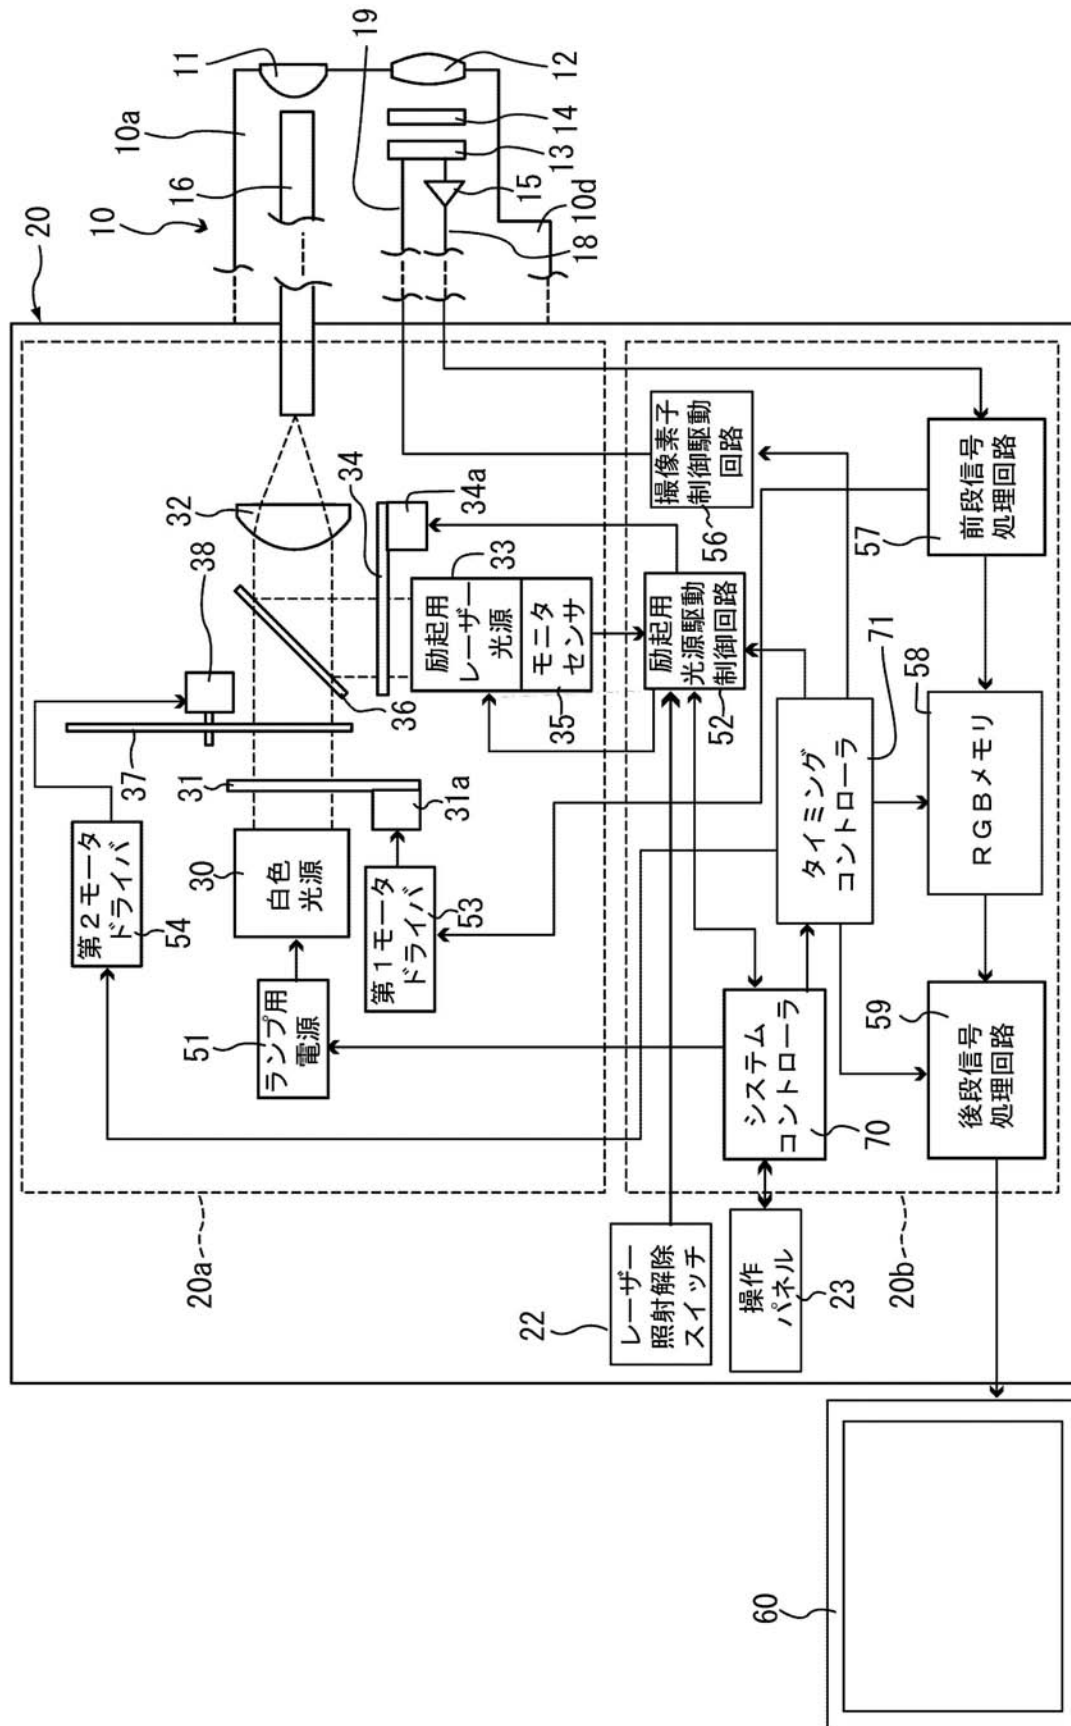 20
10
10a
11
16
19
12
14
13
15
10d
18
32
38
37
36
34
34a
33
励起用
レーザー
光源
モニタ
センサ
35
31
31a
30
白色
光源
第2モータ
ドライバ
54
第1モータ
ドライバ
53
51
ランプ用
電源
20a
撮像素子
制御駆動
回路
56
励起用
光源駆動
制御回路
52
前段信号
処理回路
57
タイミング
コントローラ
71
58
RGBメモリ
システム
コントローラ
70
59
後段信号
処理回路
20b
22
レーザー
照射解除
スイッチ
操作
パネル
23
60